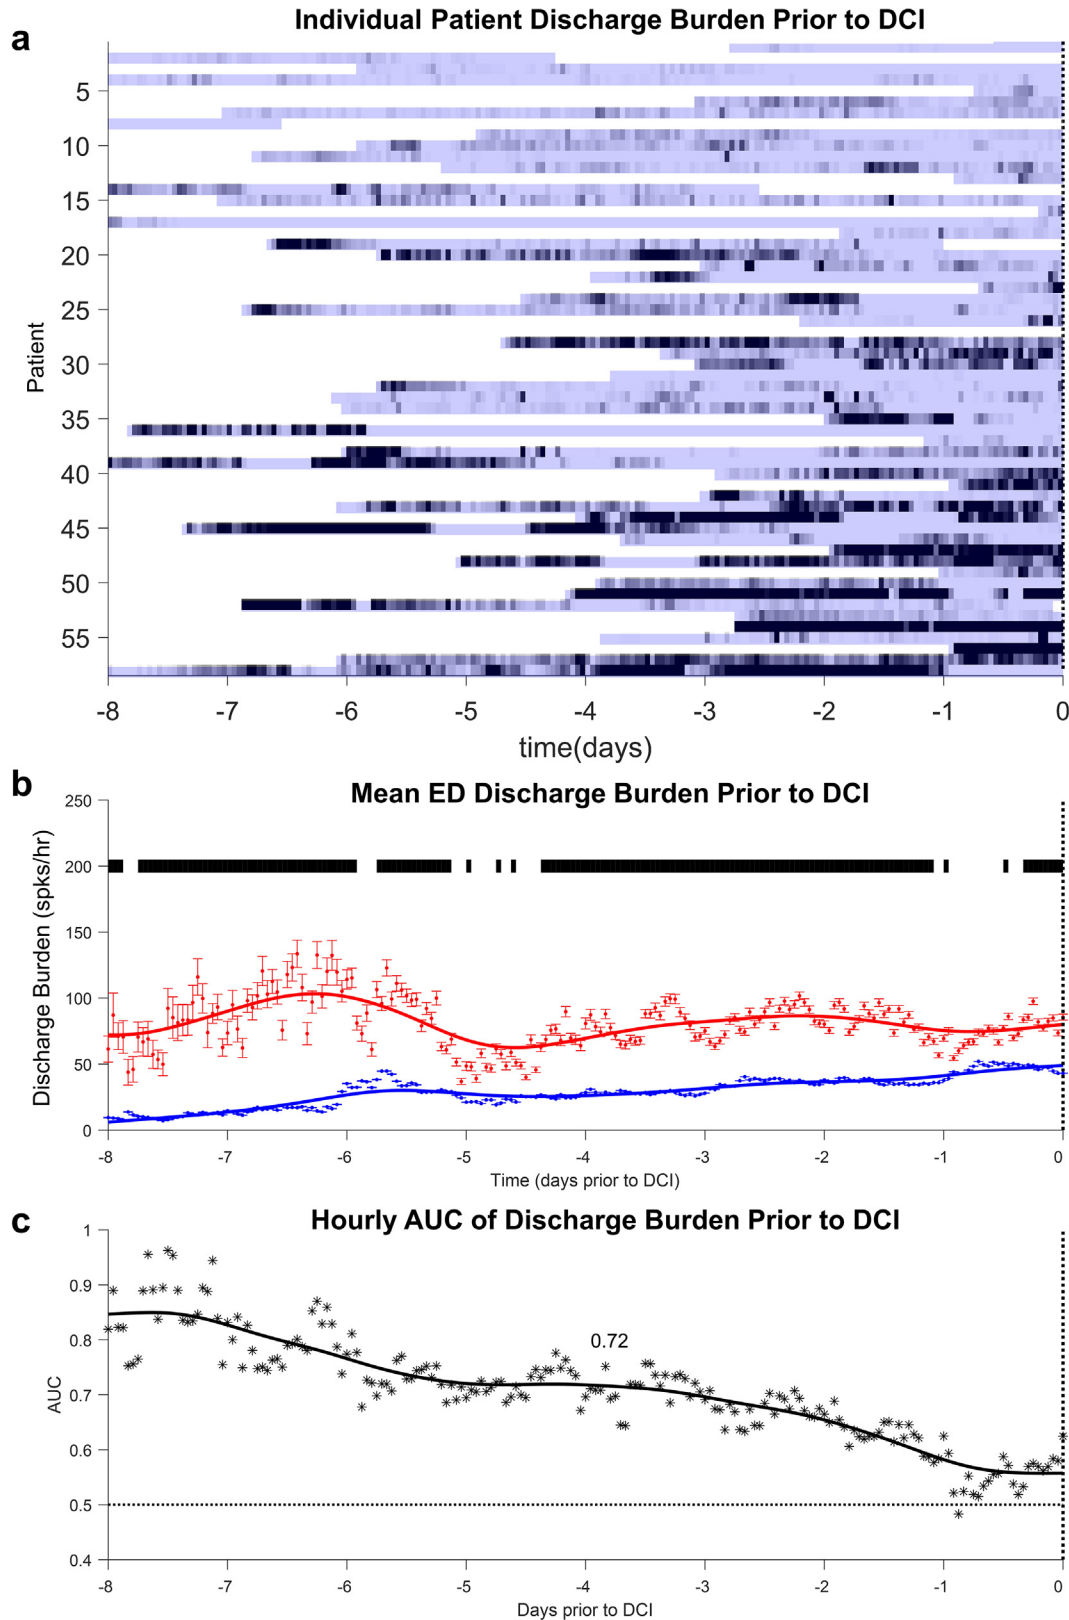 a
Individual Patient Discharge Burden Prior to DCI
Patient
5
10
15
20
25
30
35
40
45
50
55
-8 -7 -6 -5 -4 -3 -2 -1 0
time(days)
b
Mean ED Discharge Burden Prior to DCI
Discharge Burden (spks/hr)
250
200
150
100
50
0
-8 -7 -6 -5 -4 -3 -2 -1 0
Time (days prior to DCI)
c
Hourly AUC of Discharge Burden Prior to DCI
AUC
1
0.9
0.8
0.72
0.7
0.6
0.5
0.4
-8 -7 -6 -5 -4 -3 -2 -1 0
Days prior to DCI